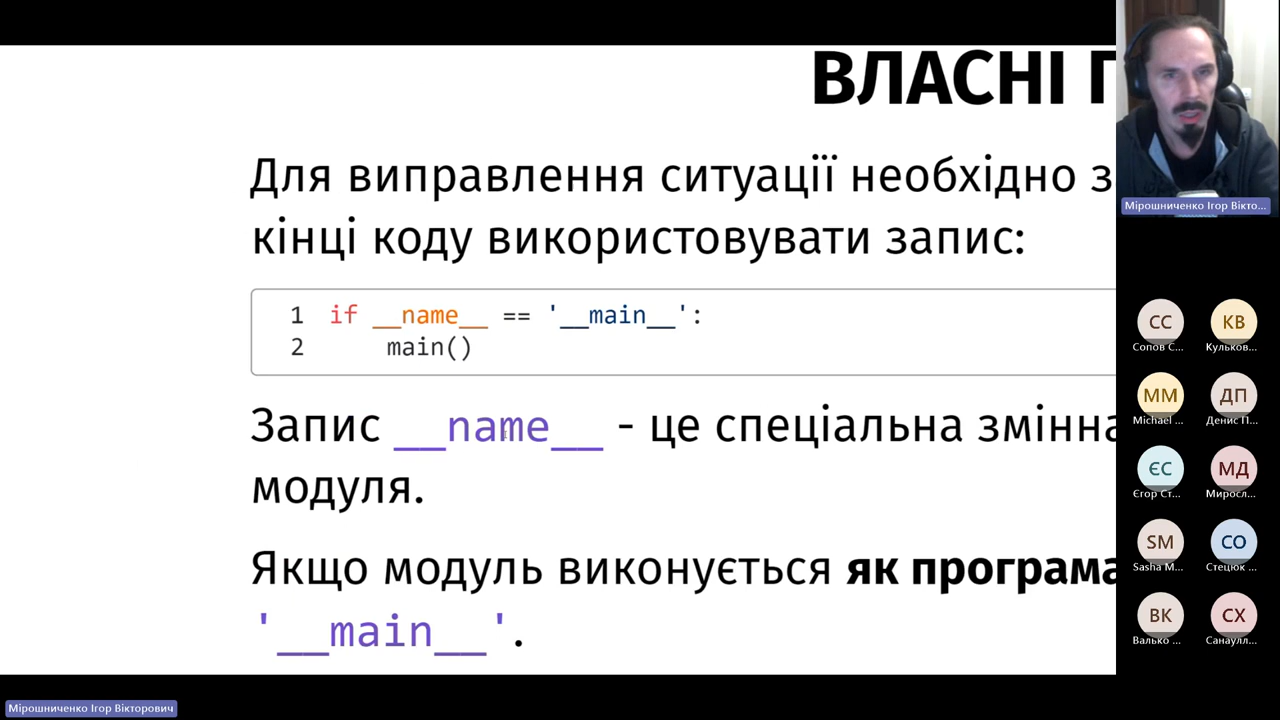 ВЛАСНІ П
Для виправлення ситуації необхідно з
кінці коду використовувати запис:
1 if __name__ == '__main__':
2 main()
Запис __name__ - це спеціальна змінна
модуля.
Якщо модуль виконується як програма
'__main__'.
Мірошниченко Ігор Вікто...
СС
Сопов С...
КВ
Кульков...
ММ
Michael ...
ДП
Денис П...
ЄС
Єгор Ст...
МД
Миросл...
SM
Sasha M...
СО
Стецюк ...
ВК
Валько ...
СХ
Санаулл...
Мірошниченко Ігор Вікторович